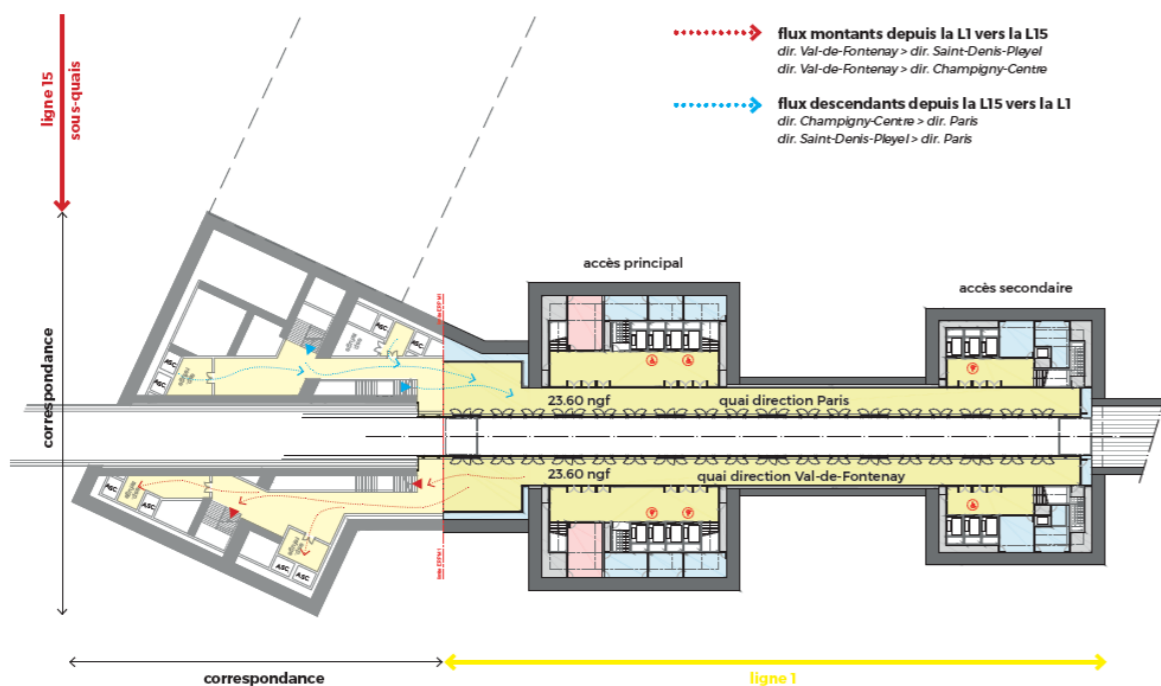 flux montants depuis la L1 vers la L15
dir. Val-de-Fontenay > dir. Saint-Denis-Pleyel
dir. Val-de-Fontenay > dir. Champigny-Centre
flux descendants depuis la L15 vers la L1
dir. Champigny-Centre > dir. Paris
dir. Saint-Denis-Pleyel > dir. Paris
ligne 15
sous-quais
accès principal
accès secondaire
correspondance
ASC.
ASC.
ASC.
ASC.
23.60 ngf
quai direction Paris
23.60 ngf
quai direction Val-de-Fontenay
ASC.
ASC.
ASC.
ASC.
correspondance
ligne 1